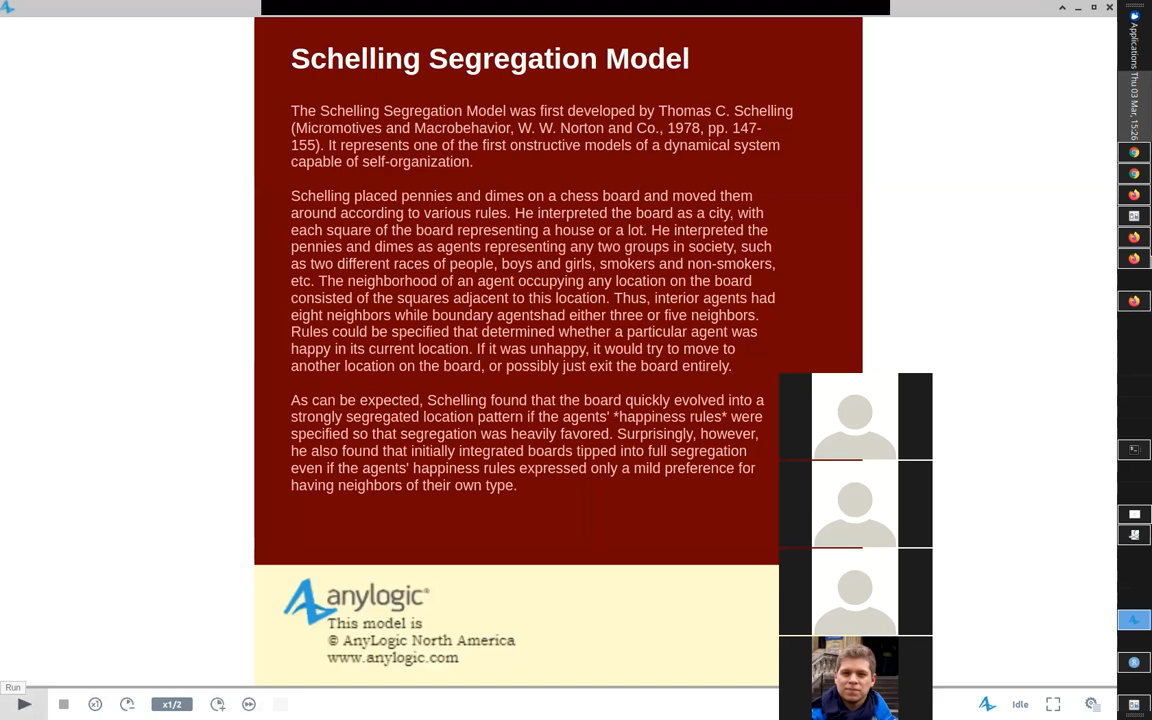 Schelling Segregation Model
The Schelling Segregation Model was first developed by Thomas C. Schelling
(Micromotives and Macrobehavior, W. W. Norton and Co., 1978, pp. 147-
155). It represents one of the first onstructive models of a dynamical system
capable of self-organization.
Schelling placed pennies and dimes on a chess board and moved them
around according to various rules. He interpreted the board as a city, with
each square of the board representing a house or a lot. He interpreted the
pennies and dimes as agents representing any two groups in society, such
as two different races of people, boys and girls, smokers and non-smokers,
etc. The neighborhood of an agent occupying any location on the board
consisted of the squares adjacent to this location. Thus, interior agents had
eight neighbors while boundary agentshad either three or five neighbors.
Rules could be specified that determined whether a particular agent was
happy in its current location. If it was unhappy, it would try to move to
another location on the board, or possibly just exit the board entirely.
As can be expected, Schelling found that the board quickly evolved into a
strongly segregated location pattern if the agents' *happiness rules* were
specified so that segregation was heavily favored. Surprisingly, however,
he also found that initially integrated boards tipped into full segregation
even if the agents' happiness rules expressed only a mild preference for
having neighbors of their own type.
anylogic®
This model is
© AnyLogic North America
www.anylogic.com
Run
x1
x1/2
Idle
Applications
Thu 03 Mar, 15:26